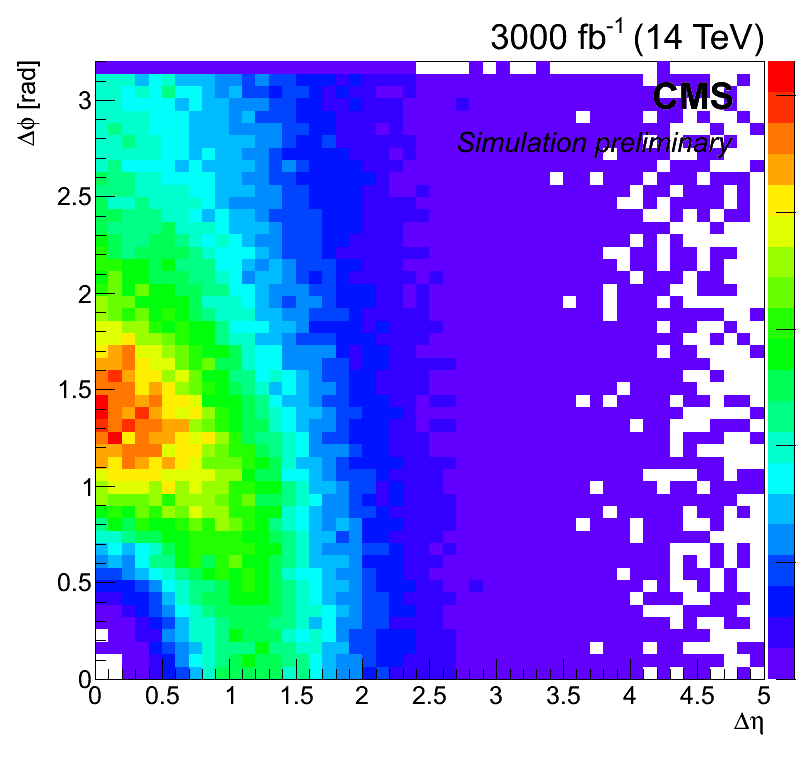 3000 fb-1 (14 TeV)
Δϕ [rad]
CMS
Simulation preliminary
3
2.5
2
1.5
1
0.5
0
0 0.5 1 1.5 2 2.5 3 3.5 4 4.5 5
Δη